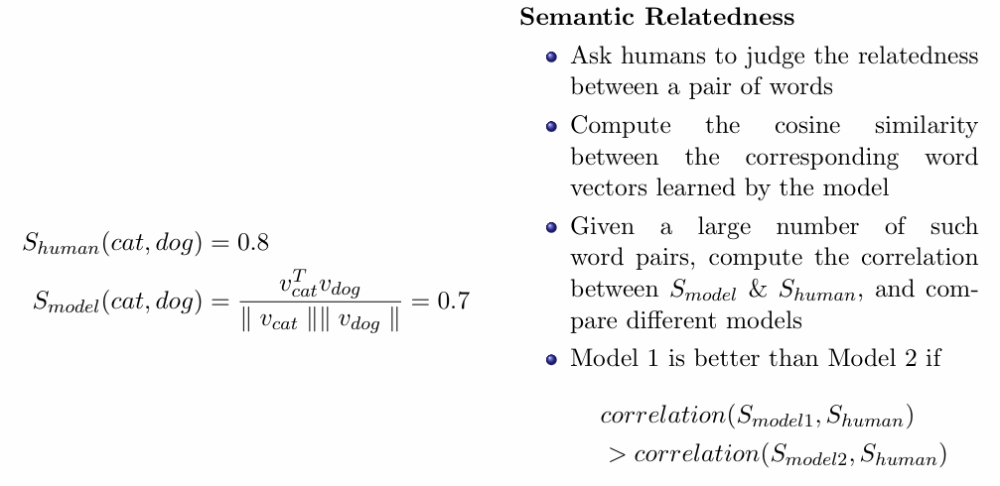 S_{human}(cat, dog) = 0.8
S_{model}(cat, dog) = \frac{v_{cat}^T v_{dog}}{\| v_{cat} \| \| v_{dog} \|} = 0.7
Semantic Relatedness
Ask humans to judge the relatedness
between a pair of words
Compute the cosine similarity
between the corresponding word
vectors learned by the model
Given a large number of such
word pairs, compute the correlation
between S_{model} & S_{human}, and com-
pare different models
Model 1 is better than Model 2 if
correlation(S_{model1}, S_{human})
> correlation(S_{model2}, S_{human})